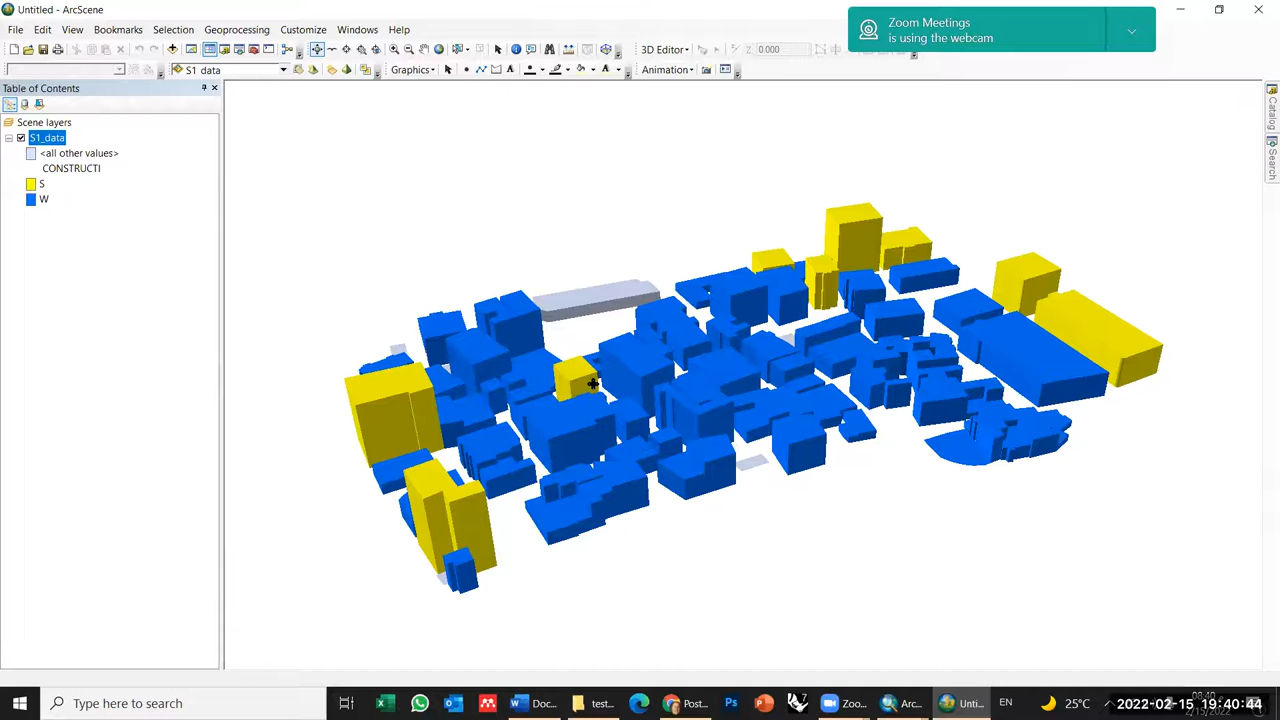 Untitled - ArcScene
Zoom Meetings
is using the webcam
File Edit View Bookmarks Selection Geoprocessing Customize Windows Help
3D Editor
0.000
S1 data
Graphics
Animation
Table of Contents
Scene layers
S1_data
<all other values>
CONSTRUCTI
S
W
Catalog
Search
Type here to search
Doc...
test...
Post...
Zoo...
Arc...
Unti...
EN
25°C
2022-02-15 19:40:44